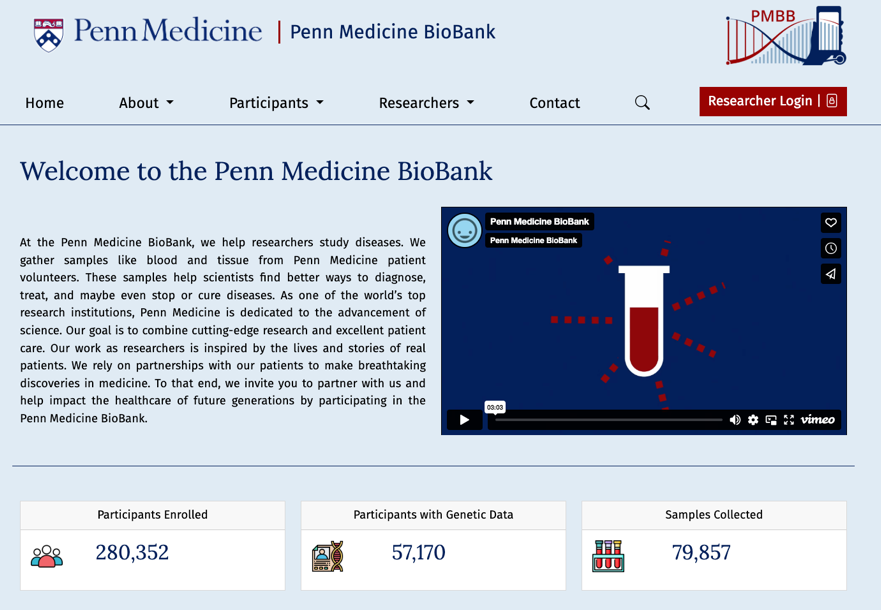 Penn Medicine | Penn Medicine BioBank
PMBB
Home About Participants Researchers Contact Researcher Login |
Welcome to the Penn Medicine BioBank
At the Penn Medicine BioBank, we help researchers study diseases. We
gather samples like blood and tissue from Penn Medicine patient
volunteers. These samples help scientists find better ways to diagnose,
treat, and maybe even stop or cure diseases. As one of the world's top
research institutions, Penn Medicine is dedicated to the advancement of
science. Our goal is to combine cutting-edge research and excellent patient
care. Our work as researchers is inspired by the lives and stories of real
patients. We rely on partnerships with our patients to make breathtaking
discoveries in medicine. To that end, we invite you to partner with us and
help impact the healthcare of future generations by participating in the
Penn Medicine BioBank.
Penn Medicine BioBank
Penn Medicine BioBank
03:03
vimeo
Participants Enrolled
280,352
Participants with Genetic Data
57,170
Samples Collected
79,857